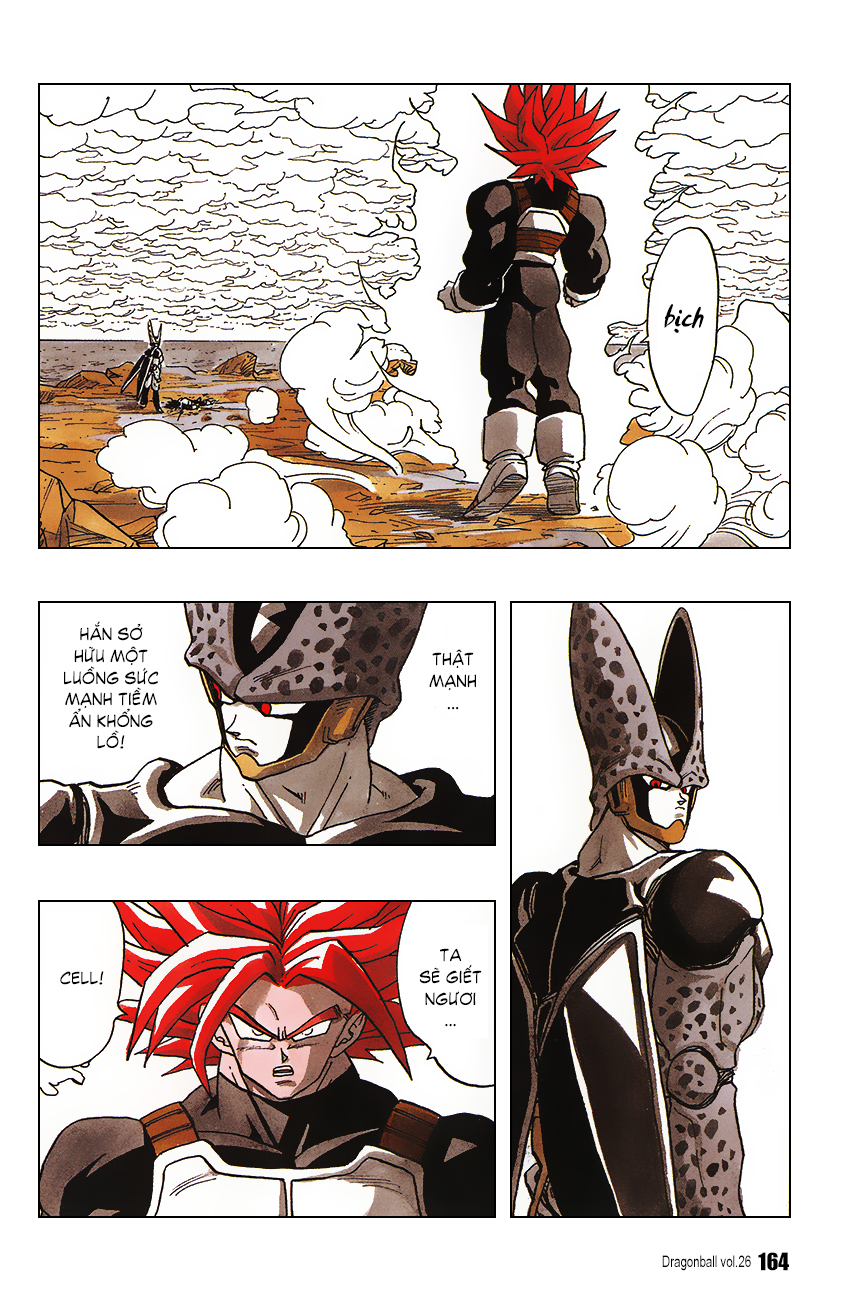 bịch
THẬT
MẠNH
...
HẮN SỞ
HỮU MỘT
LUỒNG SỨC
MẠNH TIỀM
ẨN KHỔNG
LỒ!
TA
SẼ GIẾT
NGƯƠI
...
CELL!
Dragonball vol.26 164